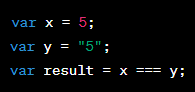 var x = 5;
var y = "5";
var result = x === y;